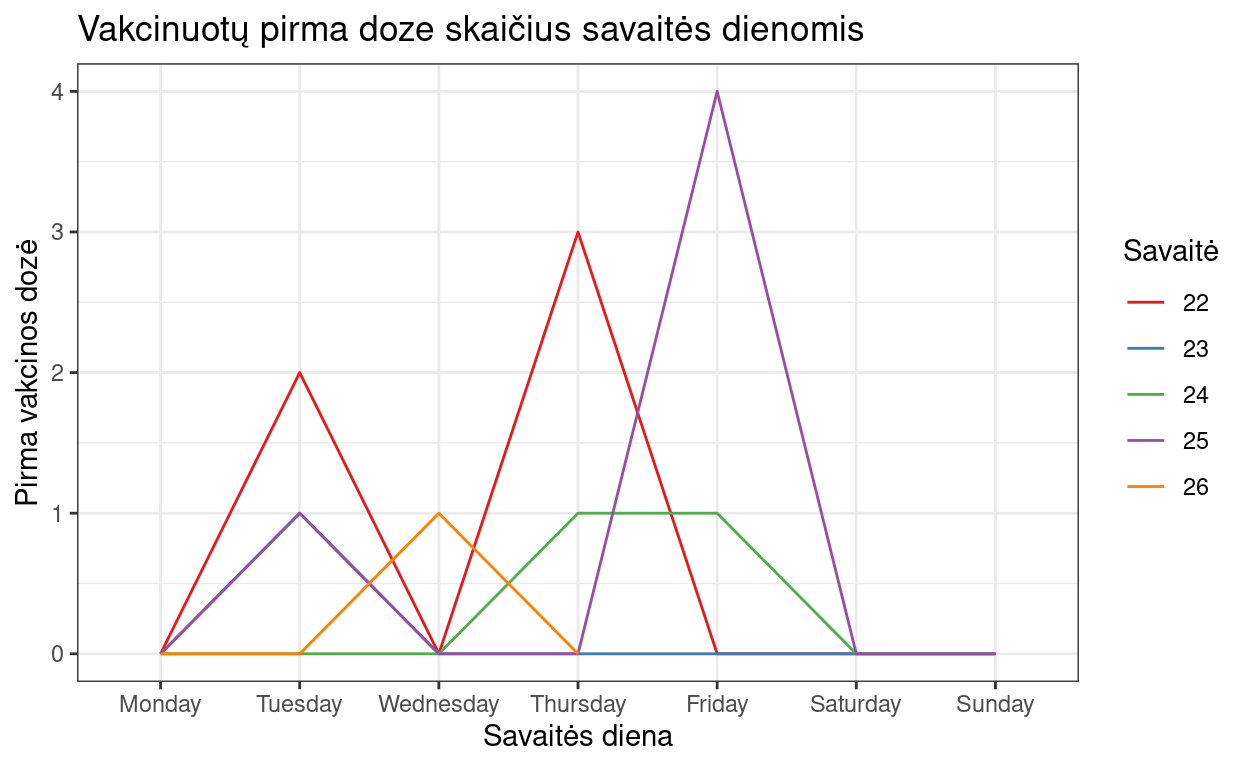 Vakcinuotų pirma doze skaičius savaitės dienomis
4
3
2
1
0
Pirma vakcinos dozė
Monday Tuesday Wednesday Thursday Friday Saturday Sunday
Savaitės diena
Savaitė
22
23
24
25
26